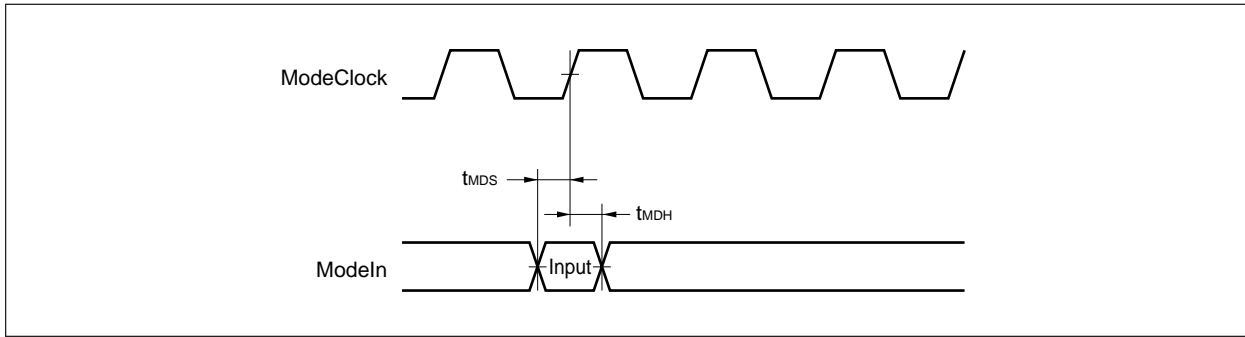 ModeClock
tMDS
tMDH
ModeIn
Input